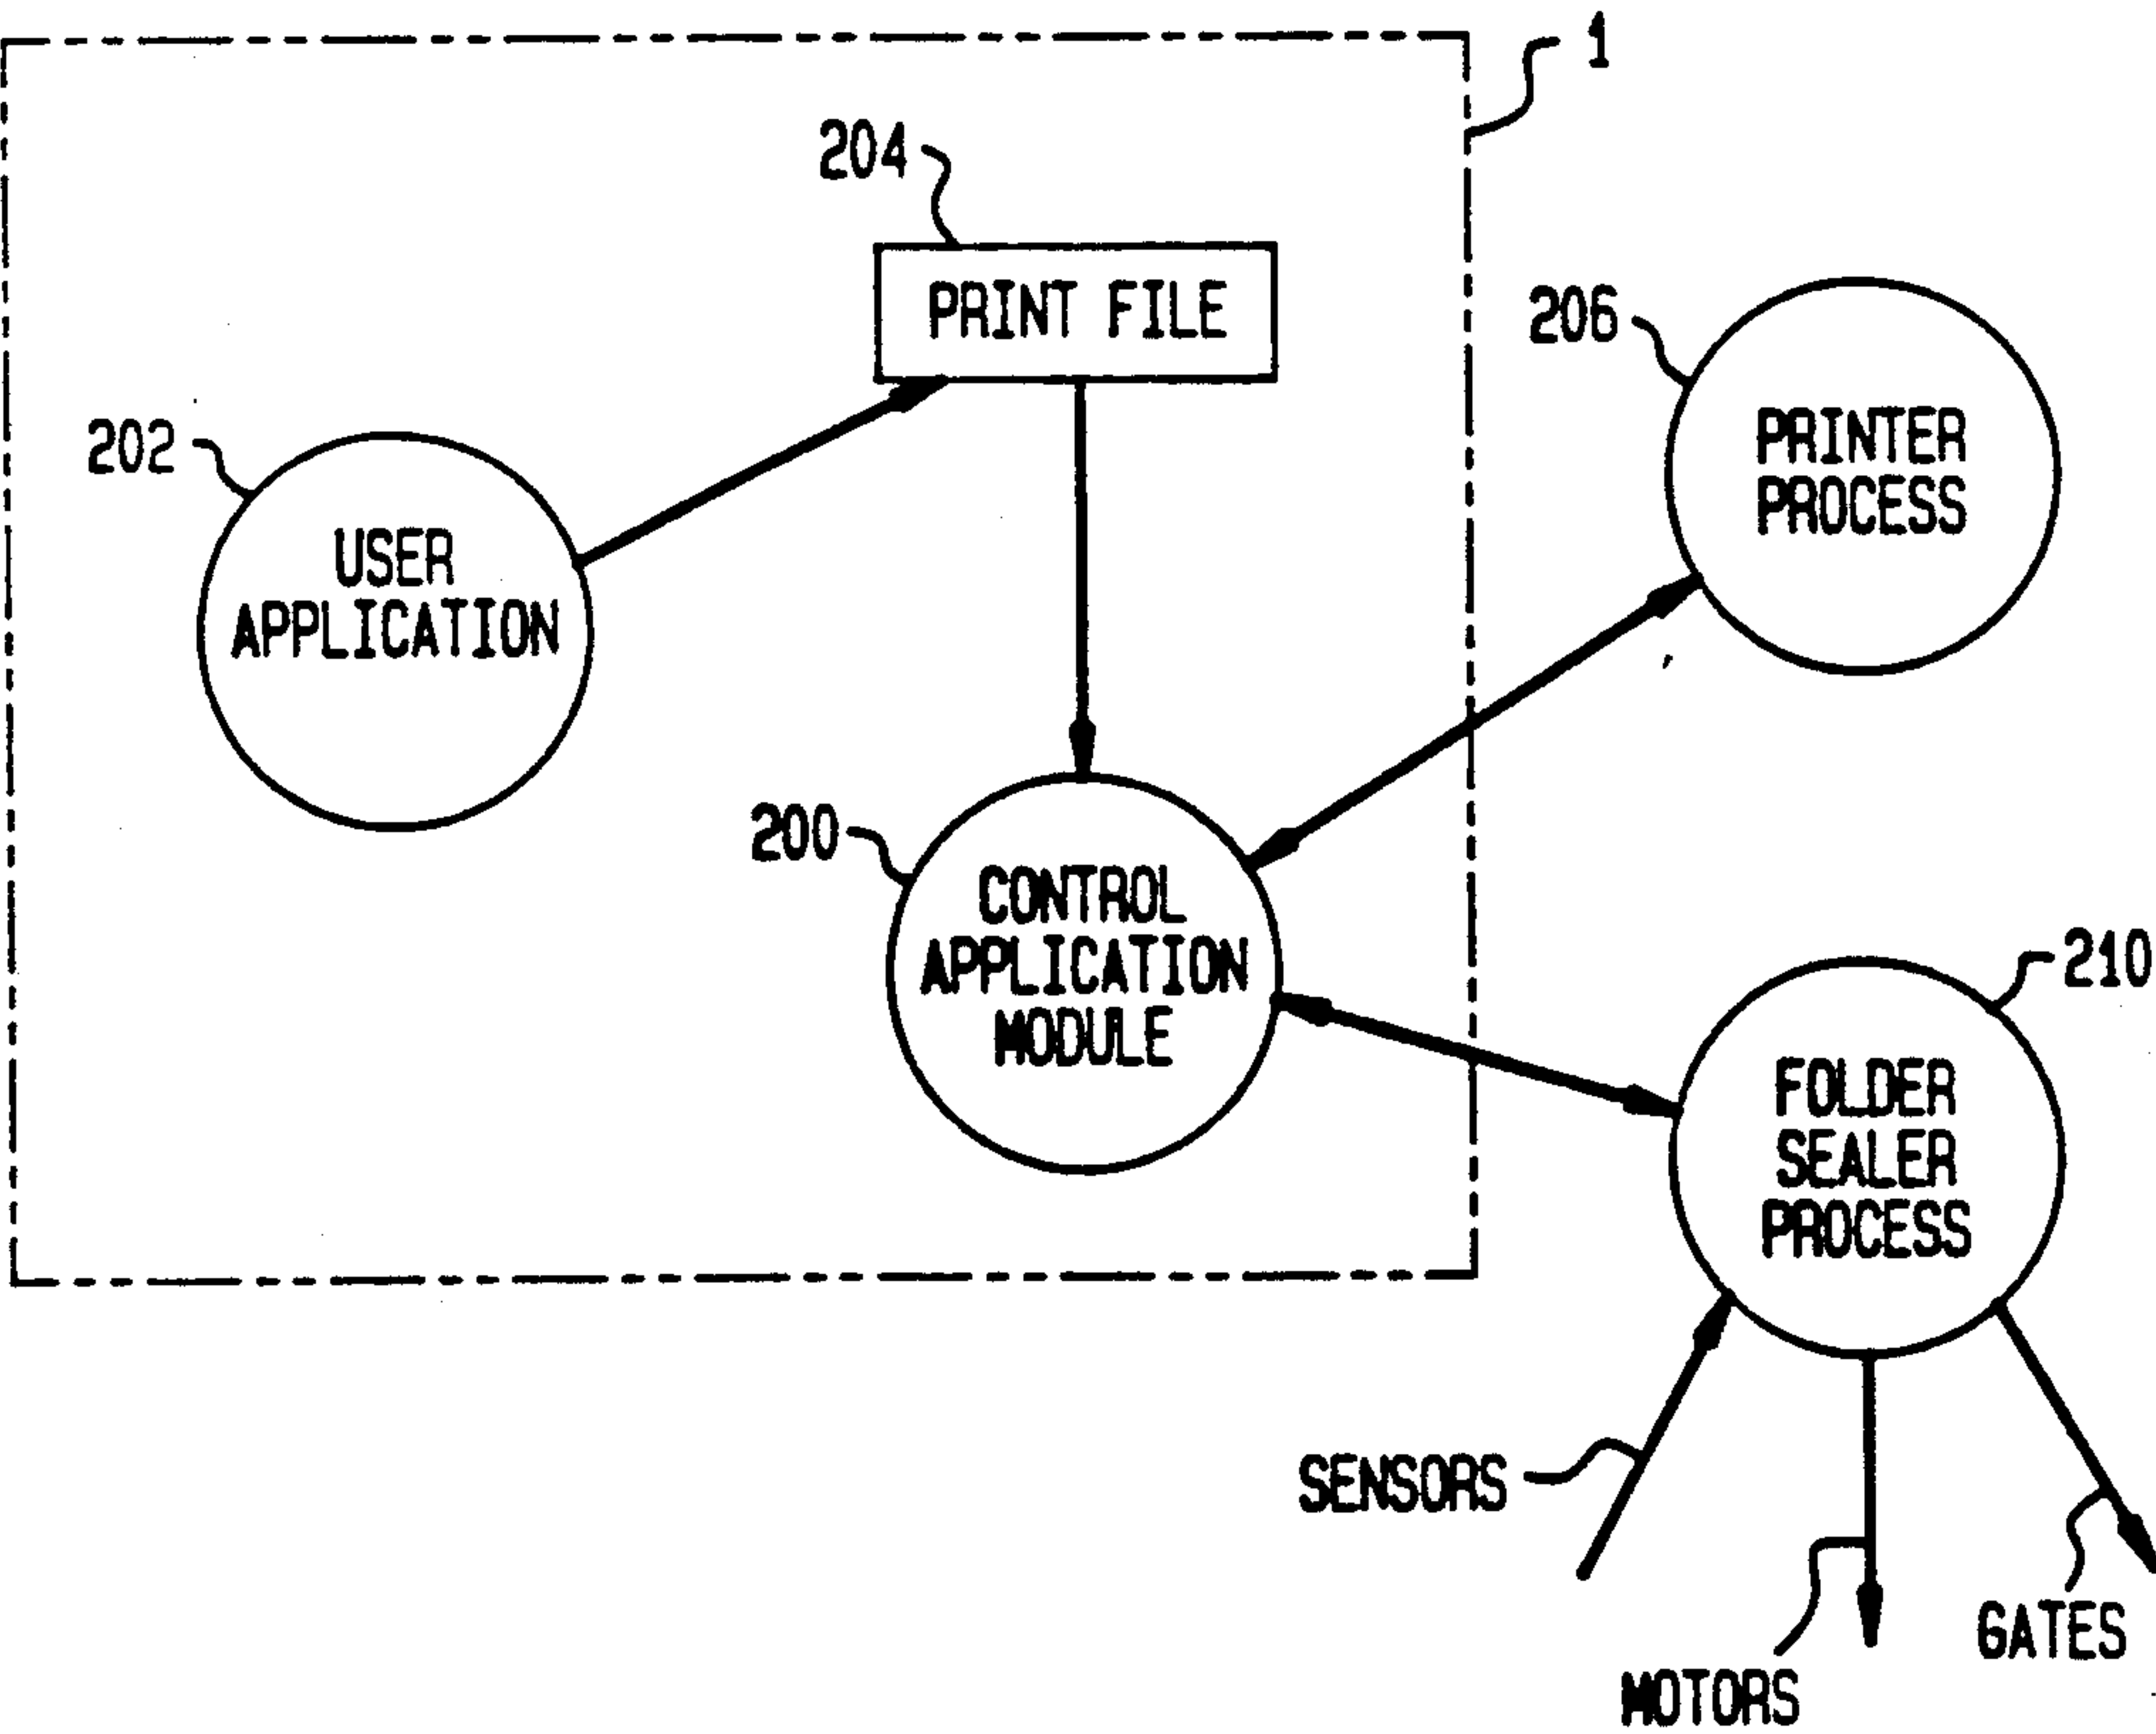 1
204
PRINT FILE
206
PRINTER
PROCESS
202
USER
APPLICATION
200
CONTROL
APPLICATION
MODULE
210
FOLDER
SEALER
PROCESS
SENSORS
GATES
MOTORS